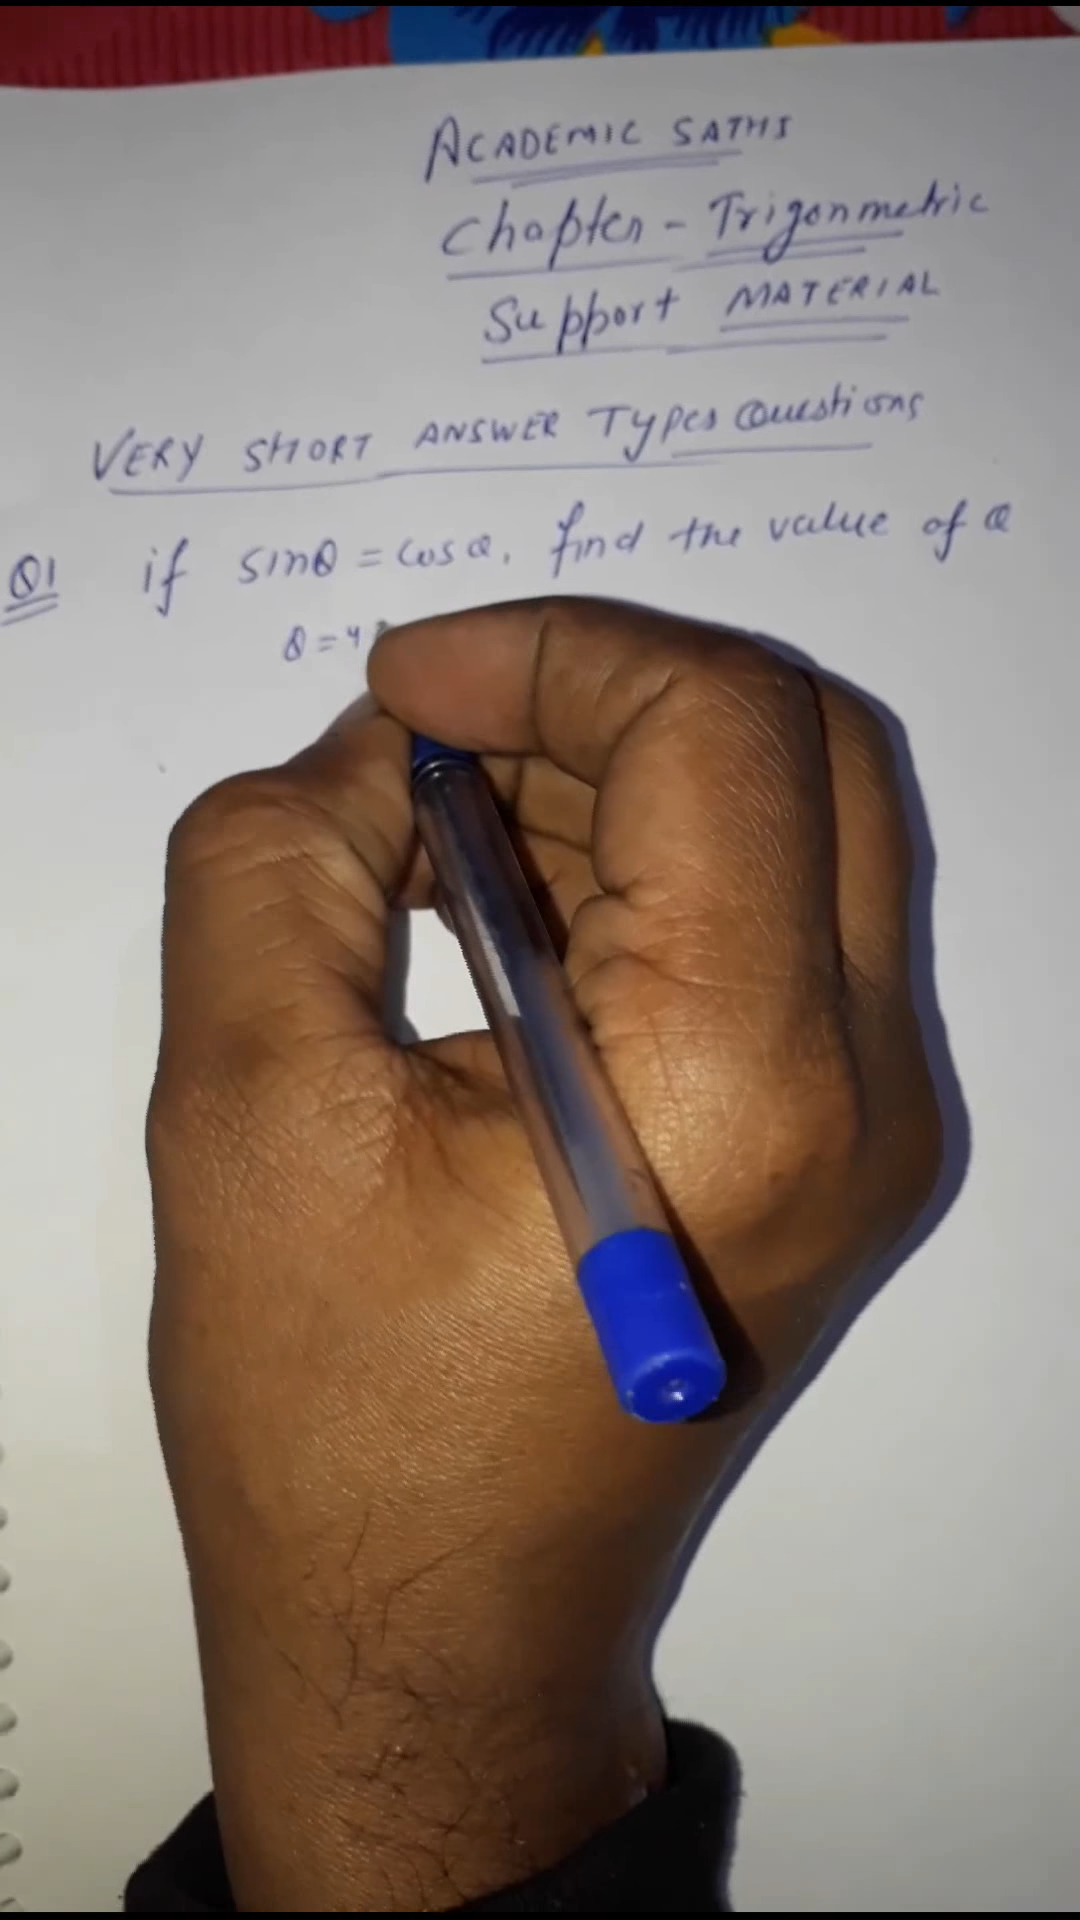 ACADEMIC SATHI
Chapter - Trigonmetric
Support MATERIAL
VERY SHORT ANSWER Types Questions
Q1 if sinθ = cosθ, find the value of θ
θ = 4